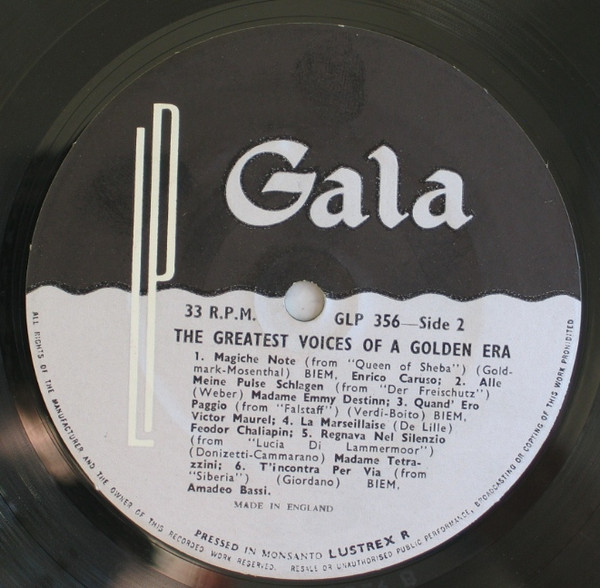 LP
Gala
33 R.P.M. GLP 356—Side 2
THE GREATEST VOICES OF A GOLDEN ERA
1. Magiche Note (from "Queen of Sheba") (Gold-
mark-Mosenthal) BIEM, Enrico Caruso; 2. Alle
Meine Pulse Schlagen (from "Der Freischutz")
(Weber) Madame Emmy Destinn; 3. Quand' Ero
Paggio (from "Falstaff") (Verdi-Boito) BIEM,
Victor Maurel; 4. La Marseillaise (De Lille)
Feodor Chaliapin; 5. Regnava Nel Silenzio
(from "Lucia Di Lammermoor")
(Donizetti-Cammarano) Madame Tetra-
zzini; 6. T'incontra Per Via (from
"Siberia") (Giordano) BIEM,
Amadeo Bassi.
MADE IN ENGLAND
PRESSED IN MONSANTO LUSTREX R
ALL RIGHTS OF THE MANUFACTURER AND THE OWNER OF THIS RECORDED WORK RESERVED. RESALE OR UNAUTHORISED PUBLIC PERFORMANCE, BROADCASTING OR COPYING OF THIS WORK PROHIBITED